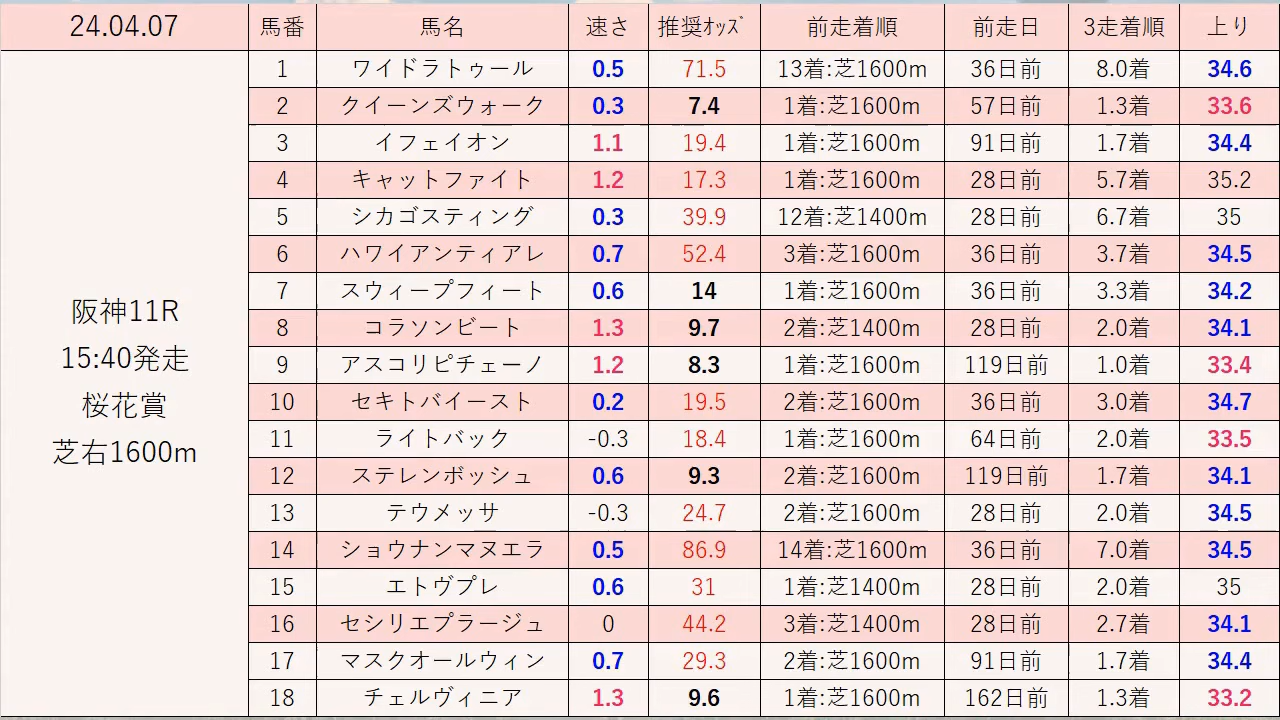 24.04.07 馬番 馬名 速さ 推奨ｵｯｽﾞ 前走着順 前走日 3走着順 上り
阪神11R
15:40発走
桜花賞
芝右1600m
1 ワイドラトゥール 0.5 71.5 13着:芝1600m 36日前 8.0着 34.6
2 クイーンズウォーク 0.3 7.4 1着:芝1600m 57日前 1.3着 33.6
3 イフェイオン 1.1 19.4 1着:芝1600m 91日前 1.7着 34.4
4 キャットファイト 1.2 17.3 1着:芝1600m 28日前 5.7着 35.2
5 シカゴスティング 0.3 39.9 12着:芝1400m 28日前 6.7着 35
6 ハワイアンティアレ 0.7 52.4 3着:芝1600m 36日前 3.7着 34.5
7 スウィープフィート 0.6 14 1着:芝1600m 36日前 3.3着 34.2
8 コラソンビート 1.3 9.7 2着:芝1400m 28日前 2.0着 34.1
9 アスコリピチェーノ 1.2 8.3 1着:芝1600m 119日前 1.0着 33.4
10 セキトバイースト 0.2 19.5 2着:芝1600m 36日前 3.0着 34.7
11 ライトバック -0.3 18.4 1着:芝1600m 64日前 2.0着 33.5
12 ステレンボッシュ 0.6 9.3 2着:芝1600m 119日前 1.7着 34.1
13 テウメッサ -0.3 24.7 2着:芝1600m 28日前 2.0着 34.5
14 ショウナンマヌエラ 0.5 86.9 14着:芝1600m 36日前 7.0着 34.5
15 エトヴプレ 0.6 31 1着:芝1400m 28日前 2.0着 35
16 セシリエプラージュ 0 44.2 3着:芝1400m 28日前 2.7着 34.1
17 マスクオールウィン 0.7 29.3 2着:芝1600m 91日前 1.7着 34.4
18 チェルヴィニア 1.3 9.6 1着:芝1600m 162日前 1.3着 33.2